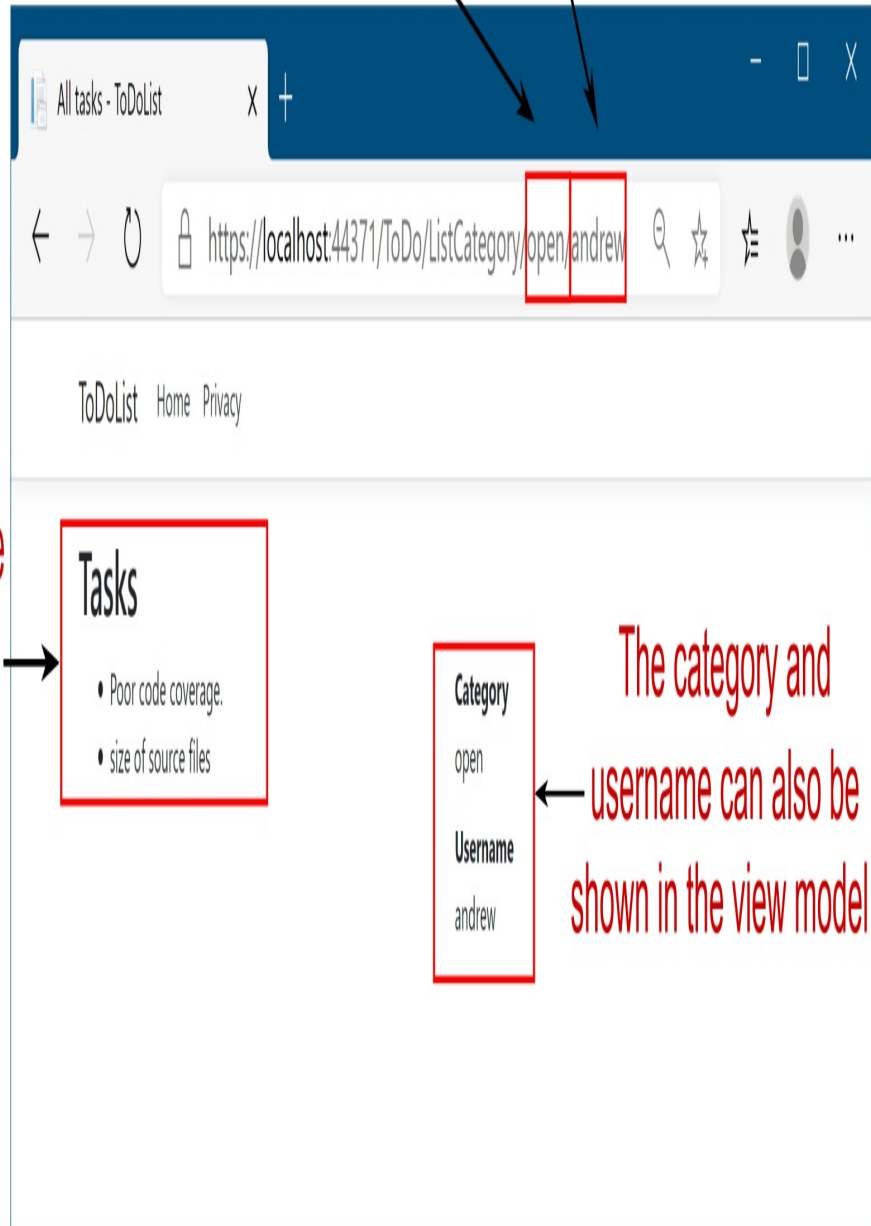 All tasks - ToDoList
https://localhost:44371/ToDo/ListCategory/open/andrew
ToDoList Home Privacy
Tasks
• Poor code coverage.
• size of source files
Category
open
Username
andrew
The category and
username can also be
shown in the view model